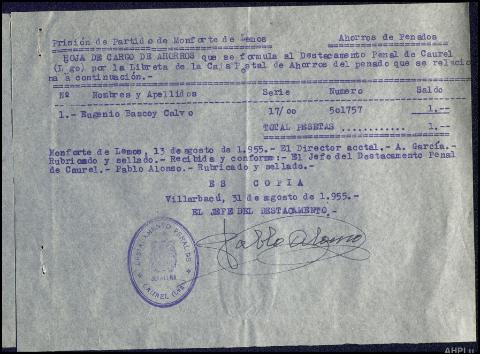 Prisión de Partido de Monforte de Lemos Ahorros de Penados
HOJA DE CARGO DE AHORROS que se formula al Destacamento Penal de Caurel
(Lugo) por la Libreta de la Caja Postal de Ahorros del penado que se relacio
na a continuación.-
Nº Nombres y Apellidos Serie Numero Saldo
1.- Eugenio Bascoy Calvo 17/00 501757 1.--
TOTAL PESETAS ............ 1.--
Monforte de Lemos, 13 de agosto de 1.955.- El Director acctal.- A. García.-
Rubricado y sellado.- Recibida y conforme:- El Jefe del Destacamento Penal
de Caurel.- Pablo Alonso.- Rubricado y sellado.-
ES COPIA
Villarbacú, 31 de agosto de 1.955.-
EL JEFE DEL DESTACAMENTO,-
Pablo Alonso
DESTACAMENTO PENAL DE
CAUREL
AHPLu